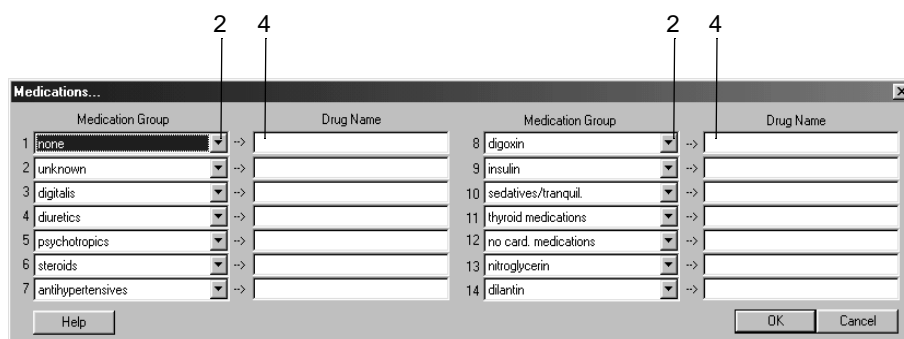 2 4 2 4
Medications...
Medication Group Drug Name Medication Group Drug Name
1 none --> 8 digoxin -->
2 unknown --> 9 insulin -->
3 digitalis --> 10 sedatives/tranquil. -->
4 diuretics --> 11 thyroid medications -->
5 psychotropics --> 12 no card. medications -->
6 steroids --> 13 nitroglycerin -->
7 antihypertensives --> 14 dilantin -->
Help OK Cancel